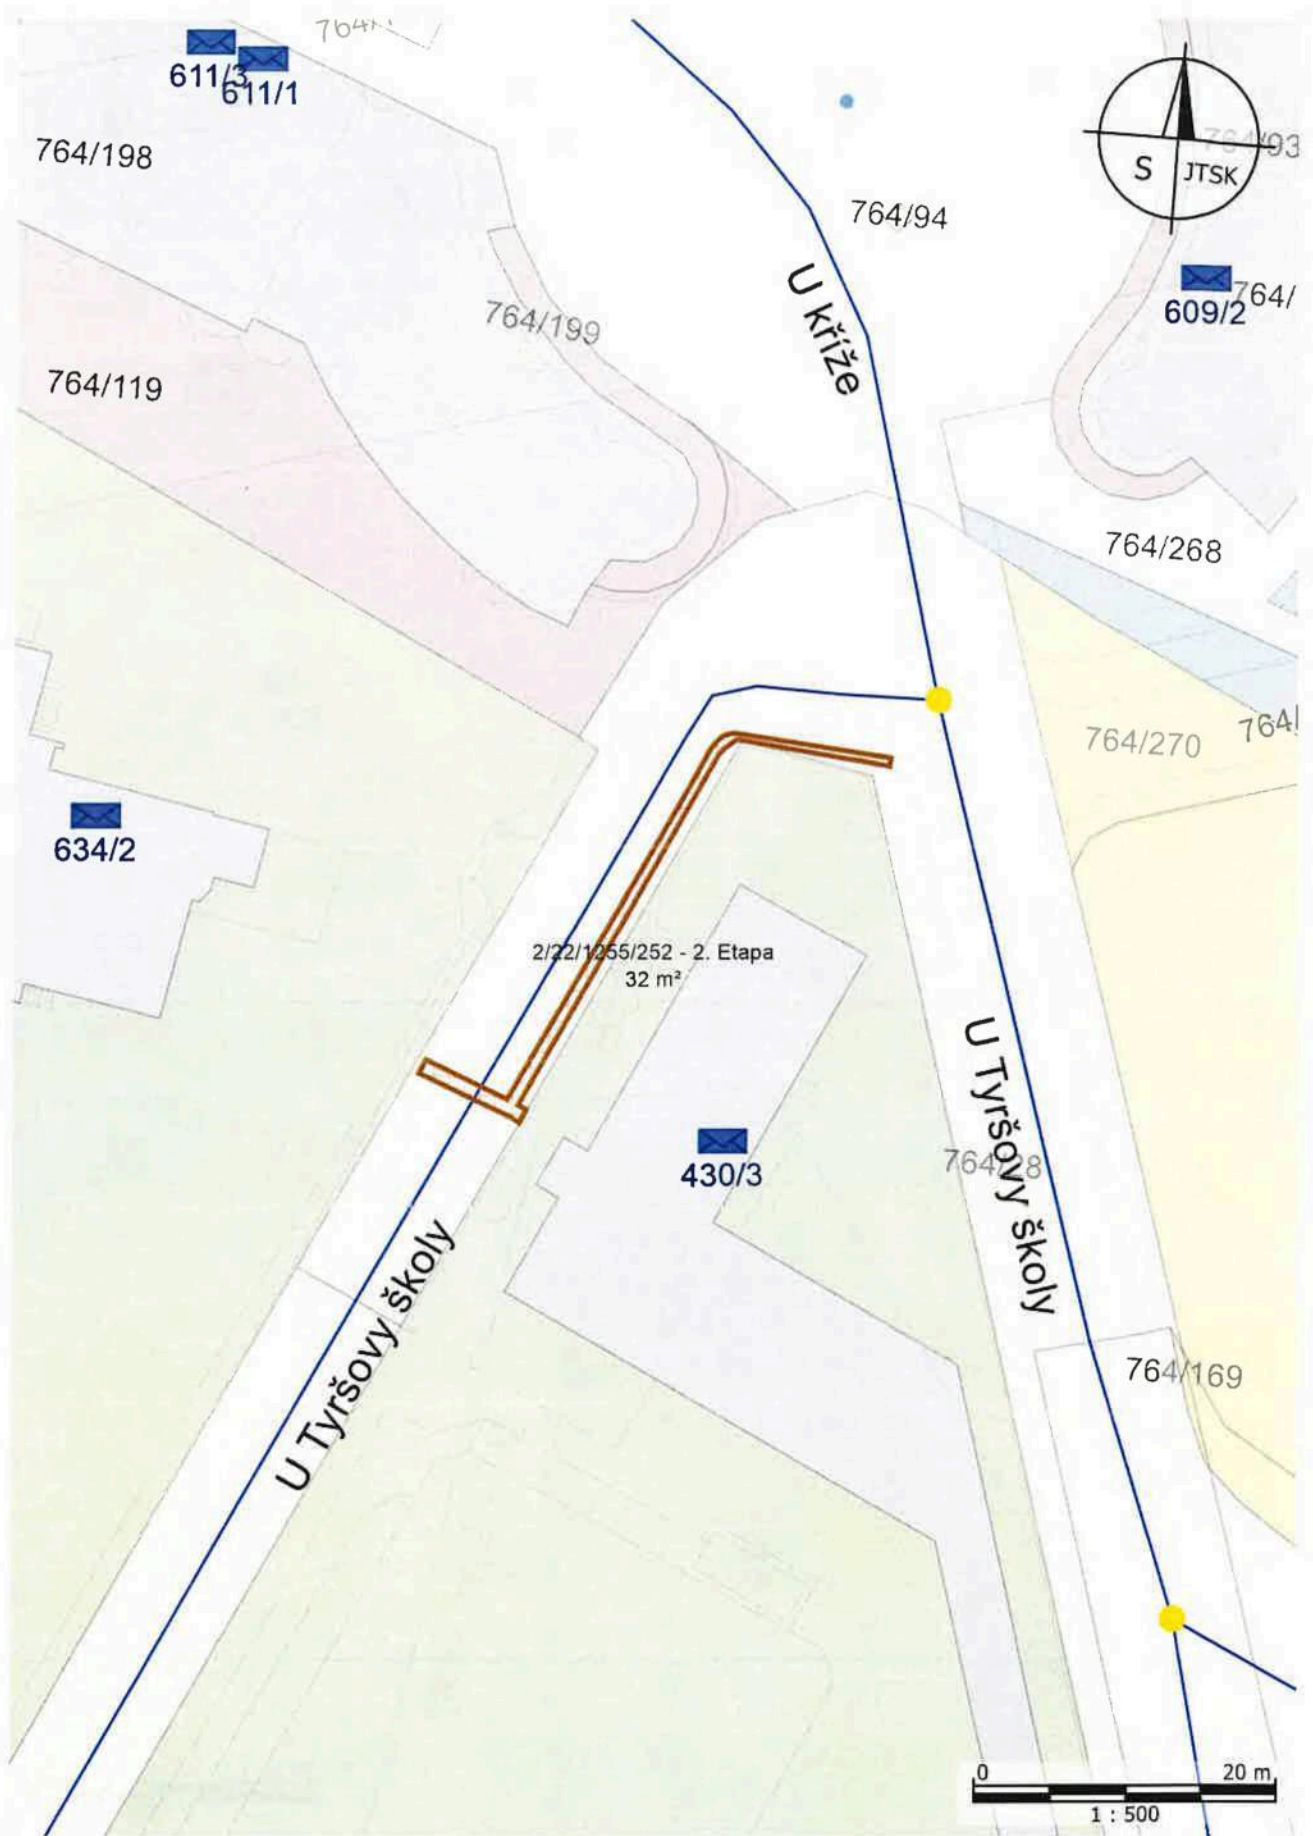 611/3
611/1
764/198
764/93
S JTSK
764/94
U kříže
764/
609/2
764/199
764/119
764/268
764/270
634/2
2/22/1255/252 - 2. Etapa
32 m²
U Tyršovy školy
430/3
U Tyršovy školy
764/169
0 20 m
1 : 500